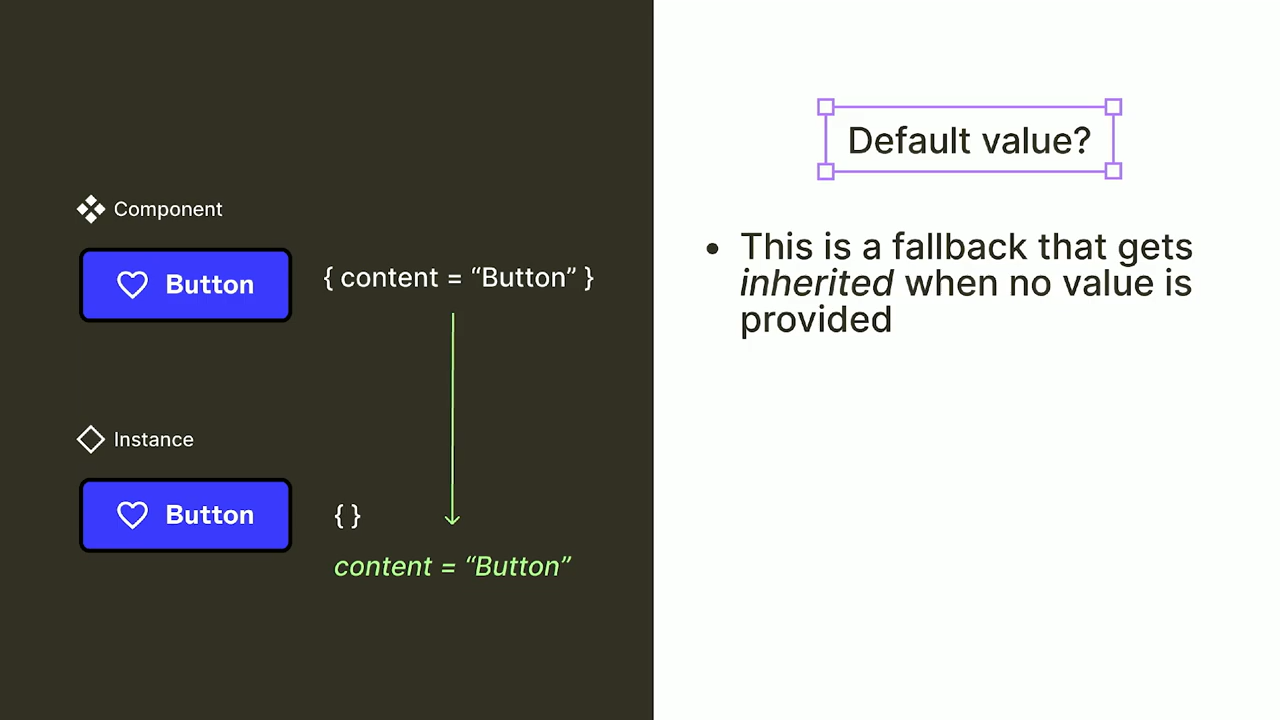 Component
Button
{ content = “Button” }
Instance
Button
{ }
content = “Button”
Default value?
• This is a fallback that gets
inherited when no value is
provided